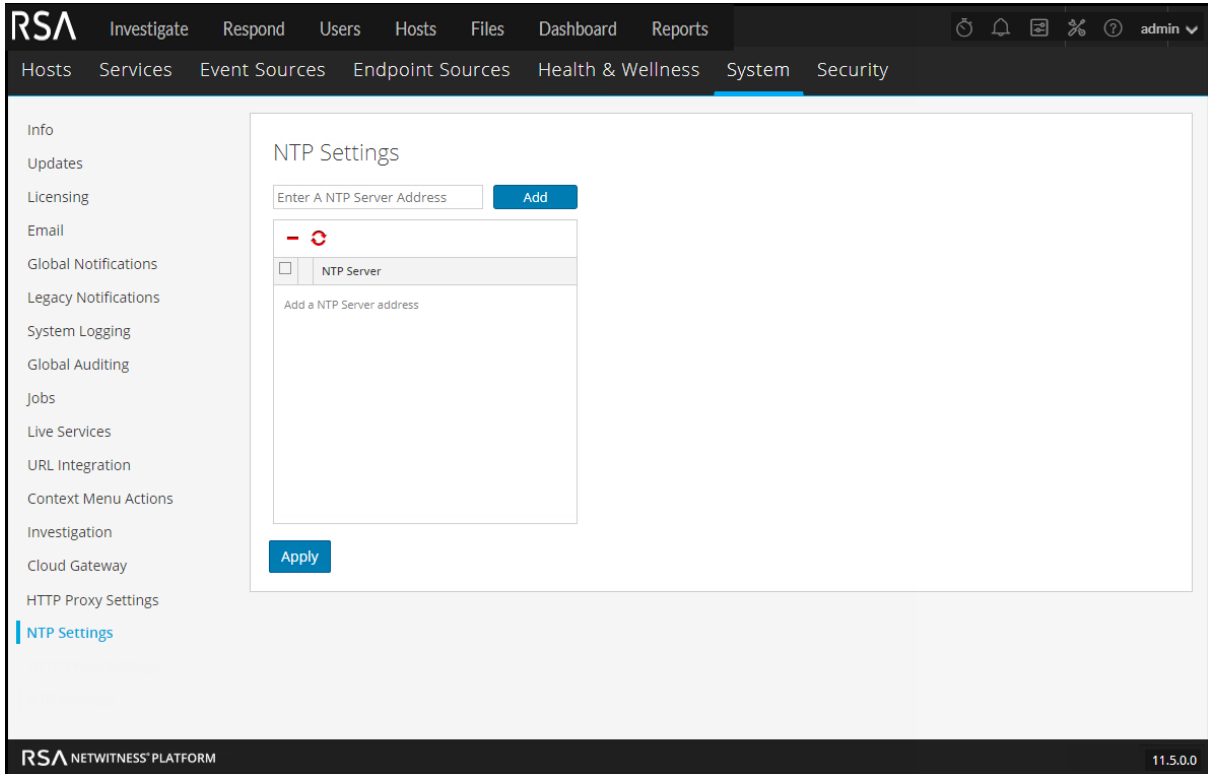 RSA Investigate Respond Users Hosts Files Dashboard Reports admin
Hosts Services Event Sources Endpoint Sources Health & Wellness System Security
Info
Updates
Licensing
Email
Global Notifications
Legacy Notifications
System Logging
Global Auditing
Jobs
Live Services
URL Integration
Context Menu Actions
Investigation
Cloud Gateway
HTTP Proxy Settings
NTP Settings
NTP Settings
Enter A NTP Server Address Add
NTP Server
Add a NTP Server address
Apply
RSA NETWITNESS® PLATFORM 11.5.0.0